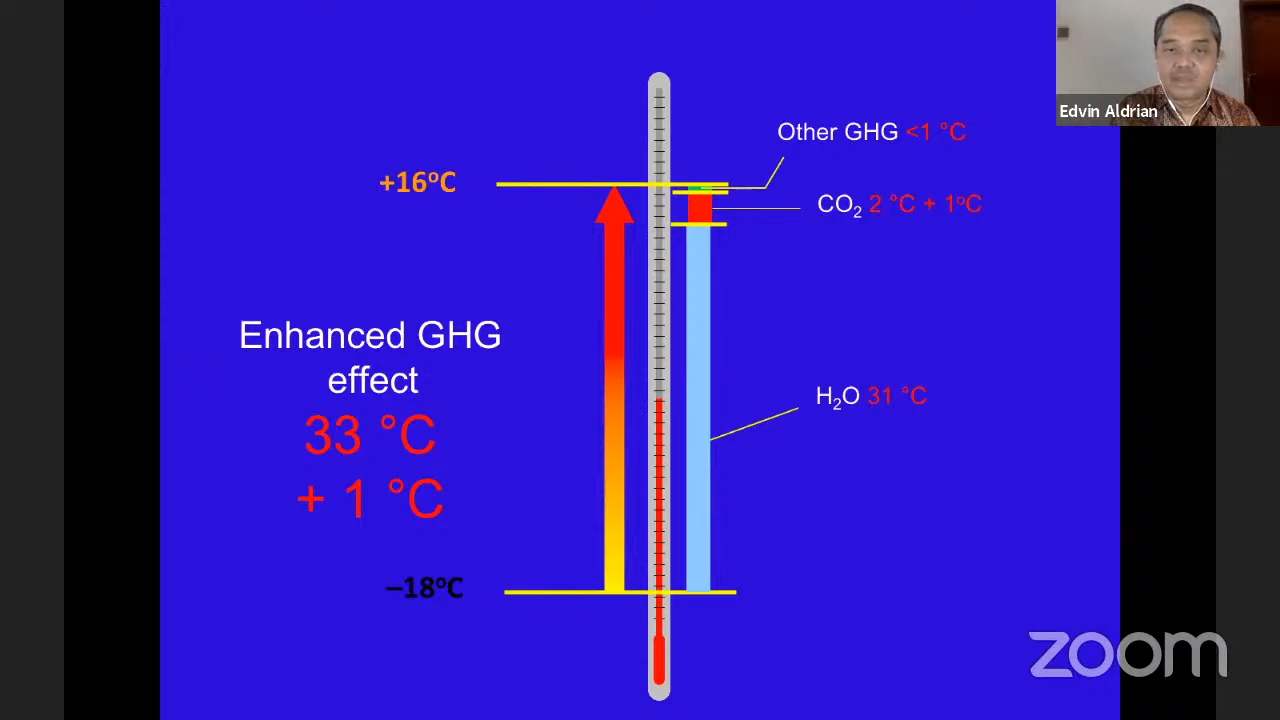 Edvin Aldrian
Other GHG <1 °C
+16°C
CO₂ 2 °C + 1°C
Enhanced GHG
effect
33 °C
+ 1 °C
H₂O 31 °C
–18°C
zoom